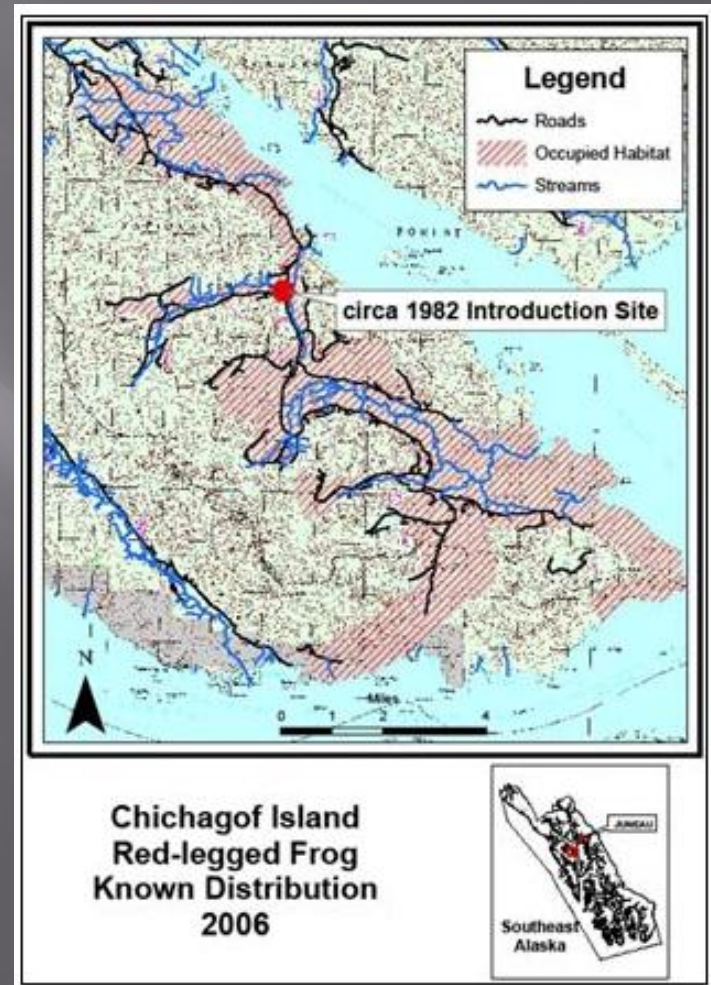 Legend
Roads
Occupied Habitat
Streams
FOREST
circa 1982 Introduction Site
N
Miles
0 2 4
Chichagof Island
Red-legged Frog
Known Distribution
2006
JUNEAU
Southeast
Alaska